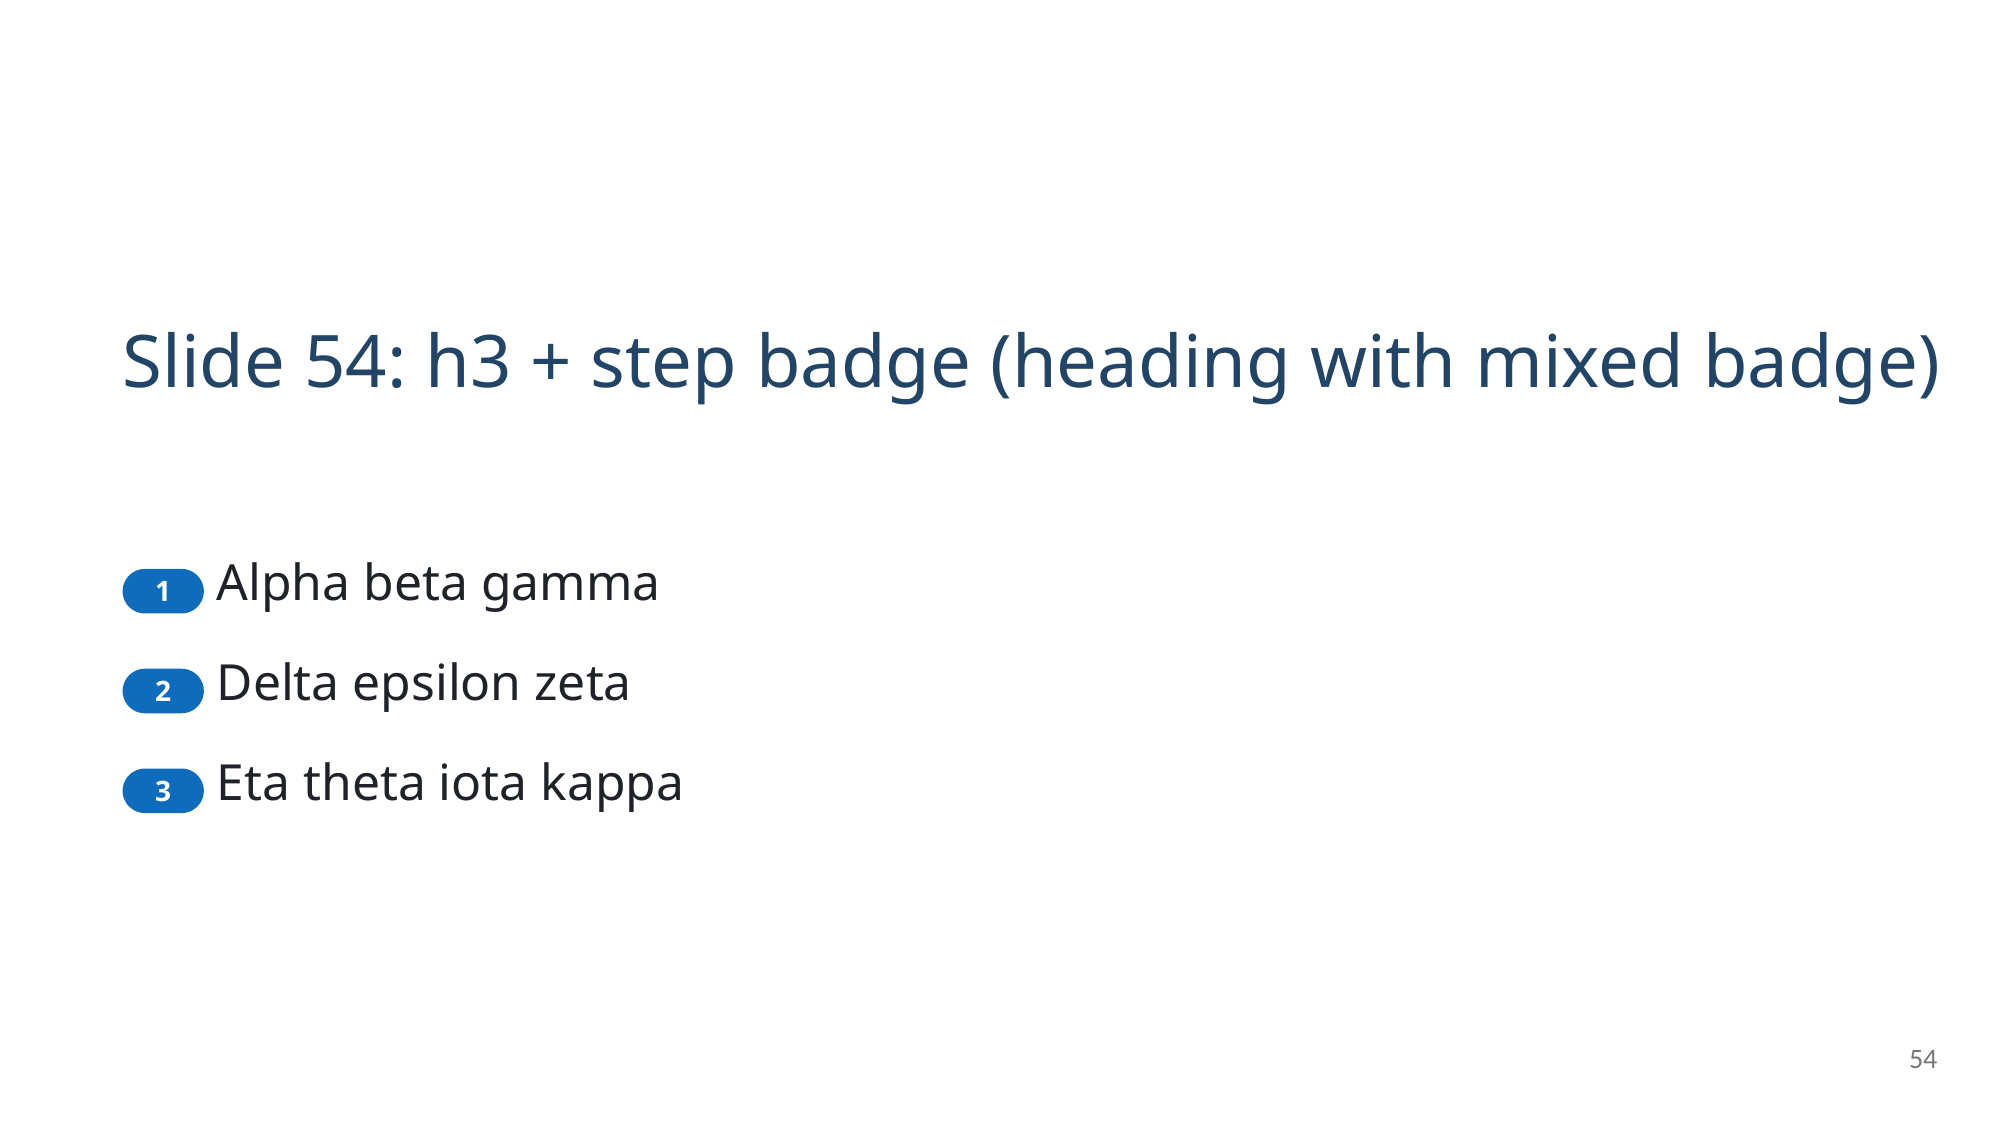 Slide 54: h3 + step badge (heading with mixed badge)
1 Alpha beta gamma
2 Delta epsilon zeta
3 Eta theta iota kappa
54